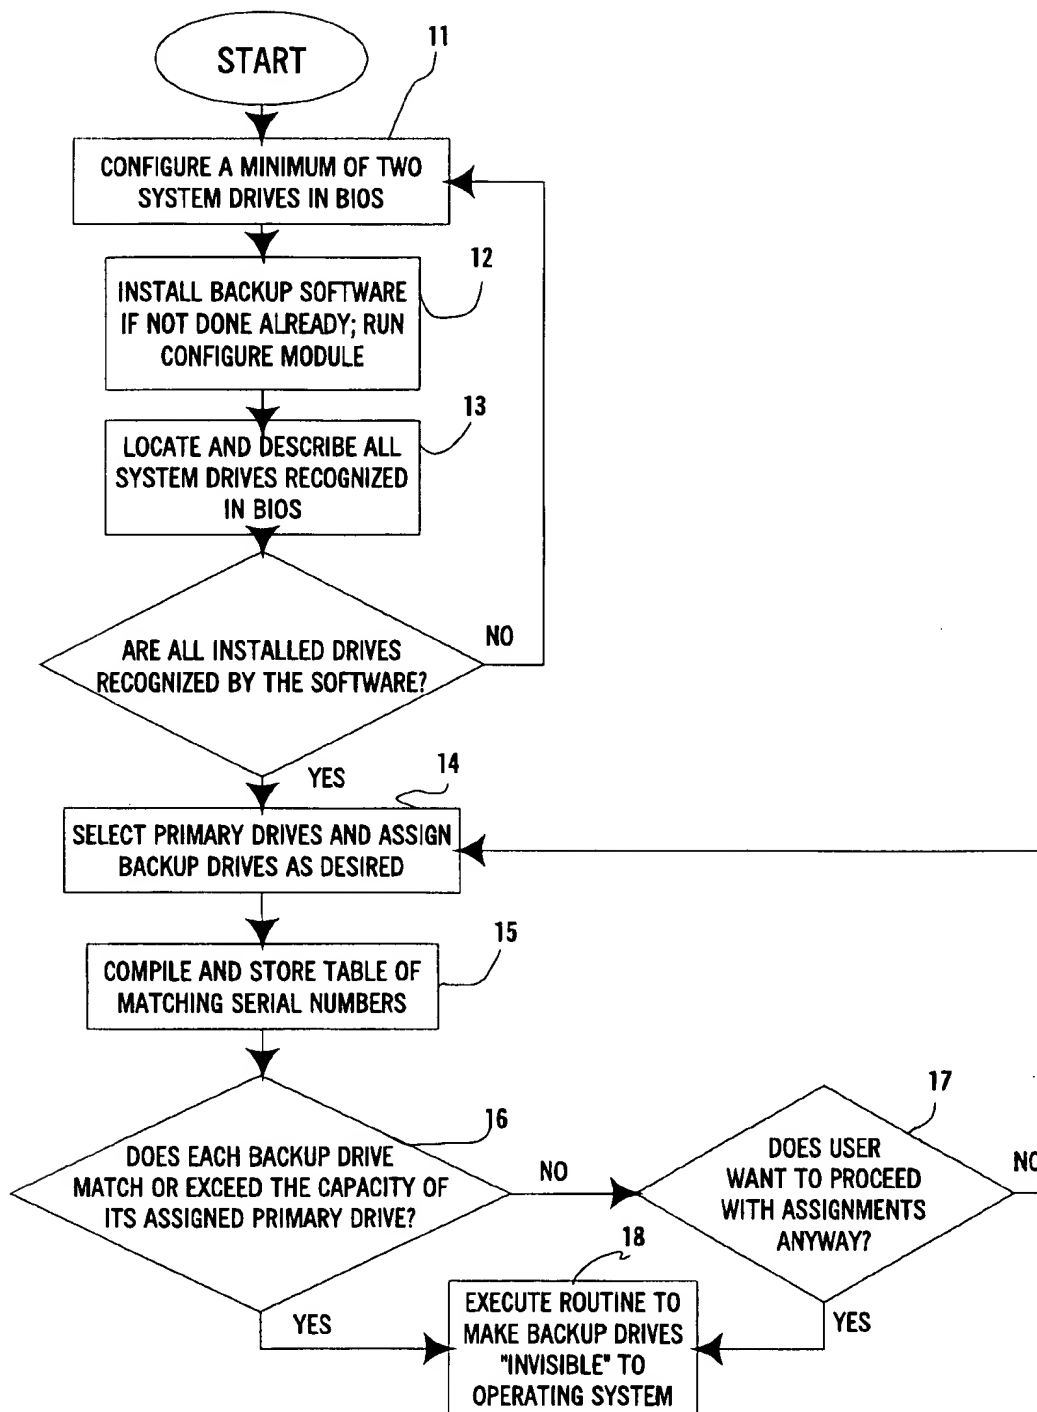 START
11
CONFIGURE A MINIMUM OF TWO
SYSTEM DRIVES IN BIOS
12
INSTALL BACKUP SOFTWARE
IF NOT DONE ALREADY; RUN
CONFIGURE MODULE
13
LOCATE AND DESCRIBE ALL
SYSTEM DRIVES RECOGNIZED
IN BIOS
ARE ALL INSTALLED DRIVES
RECOGNIZED BY THE SOFTWARE?
NO
YES
14
SELECT PRIMARY DRIVES AND ASSIGN
BACKUP DRIVES AS DESIRED
15
COMPILE AND STORE TABLE OF
MATCHING SERIAL NUMBERS
16
DOES EACH BACKUP DRIVE
MATCH OR EXCEED THE CAPACITY OF
ITS ASSIGNED PRIMARY DRIVE?
NO
17
DOES USER
WANT TO PROCEED
WITH ASSIGNMENTS
ANYWAY?
NO
YES
18
EXECUTE ROUTINE TO
MAKE BACKUP DRIVES
"INVISIBLE" TO
OPERATING SYSTEM
YES